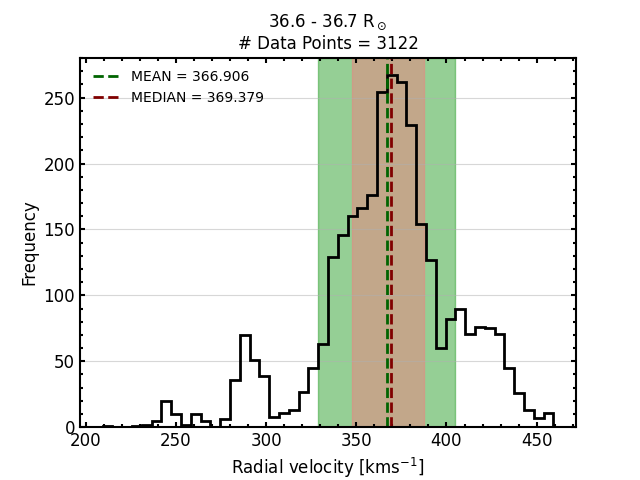 36.6 - 36.7 R⊙
# Data Points = 3122
MEAN = 366.906
MEDIAN = 369.379
Frequency
250
200
150
100
50
0
200 250 300 350 400 450
Radial velocity [kms⁻¹]